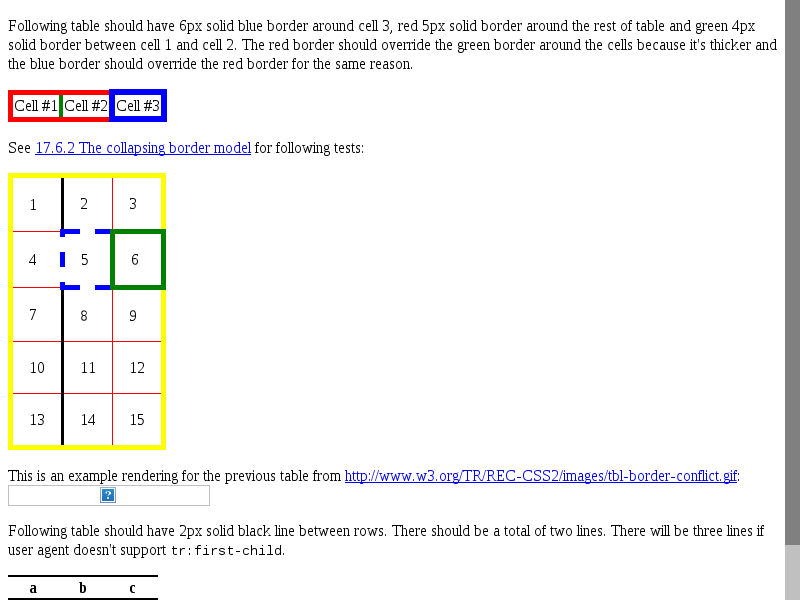 Following table should have 6px solid blue border around cell 3, red 5px solid border around the rest of table and green 4px
solid border between cell 1 and cell 2. The red border should override the green border around the cells because it's thicker and
the blue border should override the red border for the same reason.
Cell #1 Cell #2 Cell #3
See 17.6.2 The collapsing border model for following tests:
1 2 3
4 5 6
7 8 9
10 11 12
13 14 15
This is an example rendering for the previous table from http://www.w3.org/TR/REC-CSS2/images/tbl-border-conflict.gif:
?
Following table should have 2px solid black line between rows. There should be a total of two lines. There will be three lines if
user agent doesn't support tr:first-child.
a b c